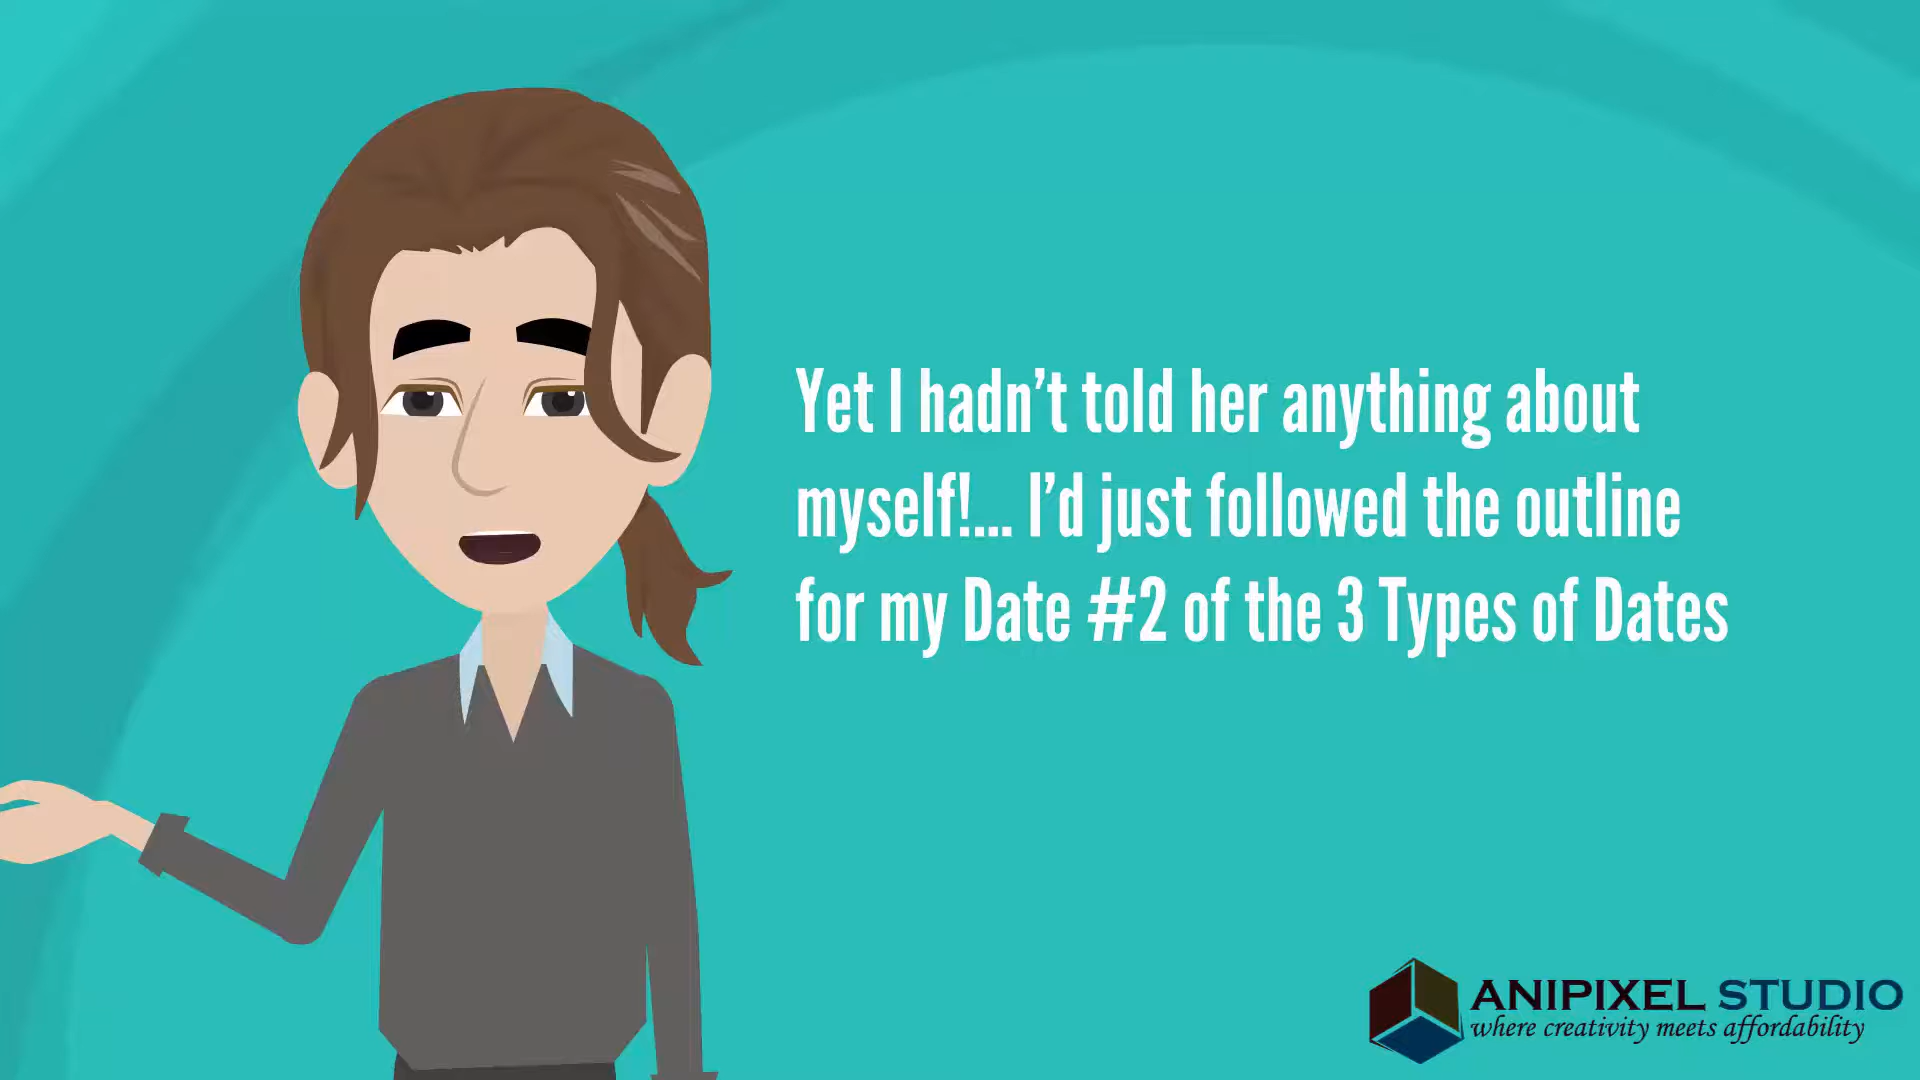 Yet I hadn’t told her anything about
myself!... I’d just followed the outline
for my Date #2 of the 3 Types of Dates
ANIPIXEL STUDIO
where creativity meets affordability